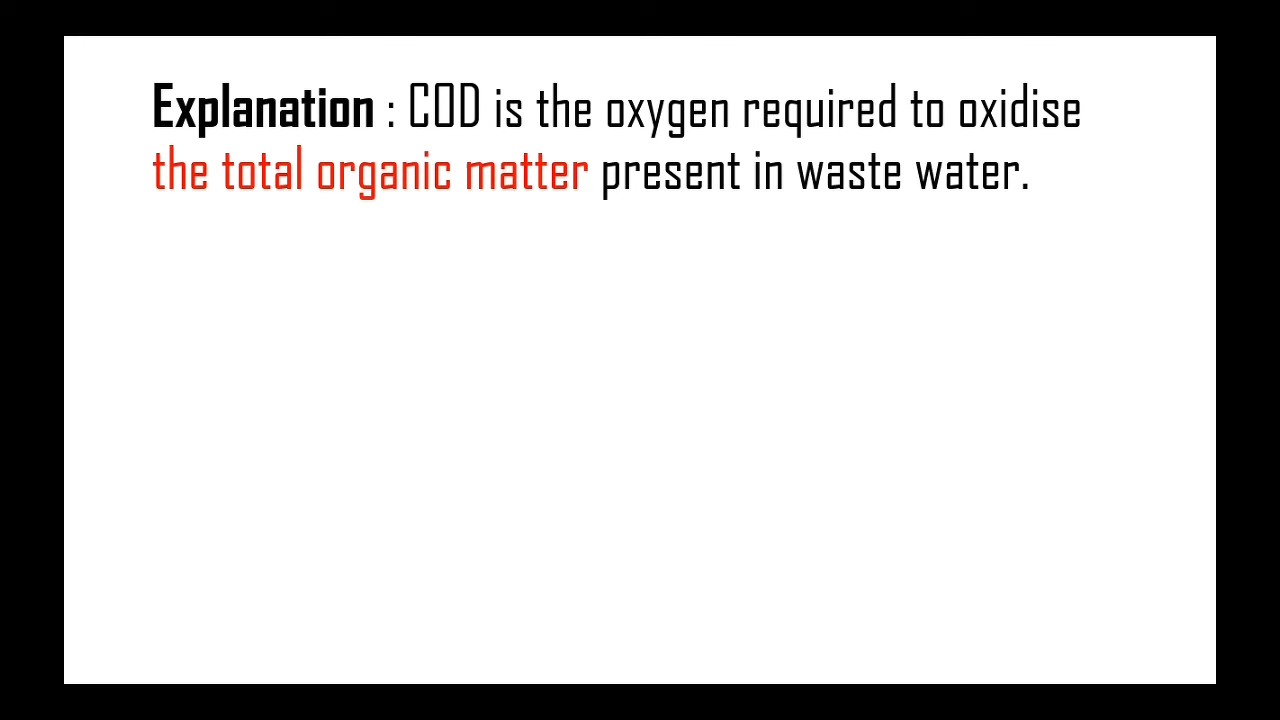 Explanation : COD is the oxygen required to oxidise
the total organic matter present in waste water.